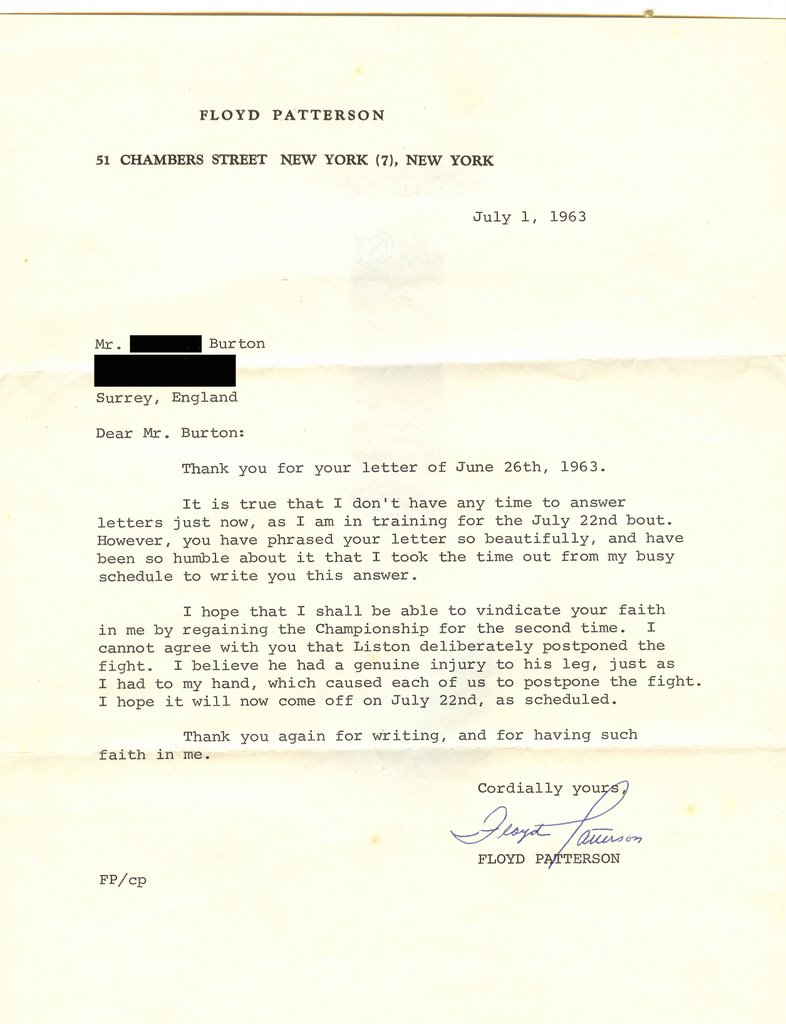 FLOYD PATTERSON
51 CHAMBERS STREET NEW YORK (7), NEW YORK
July 1, 1963
Mr. Burton
Surrey, England
Dear Mr. Burton:
Thank you for your letter of June 26th, 1963.
It is true that I don't have any time to answer
letters just now, as I am in training for the July 22nd bout.
However, you have phrased your letter so beautifully, and have
been so humble about it that I took the time out from my busy
schedule to write you this answer.
I hope that I shall be able to vindicate your faith
in me by regaining the Championship for the second time. I
cannot agree with you that Liston deliberately postponed the
fight. I believe he had a genuine injury to his leg, just as
I had to my hand, which caused each of us to postpone the fight.
I hope it will now come off on July 22nd, as scheduled.
Thank you again for writing, and for having such
faith in me.
Cordially yours,
Floyd Patterson
FLOYD PATTERSON
FP/cp